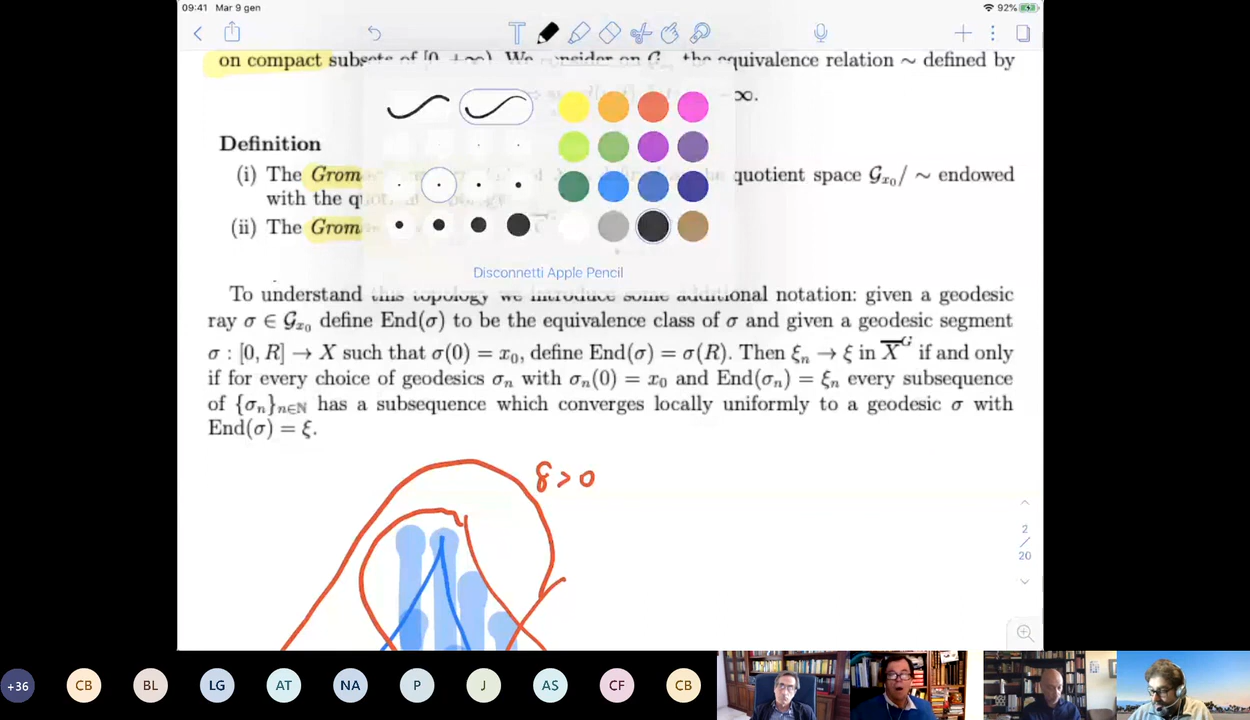 09:41 Mar 9 gen
92%
on compact subsets of [0, +∞). We consider on G the equivalence relation ∼ defined by
∞.
Definition
(i) The Grom quotient space 𝒢x₀/ ∼ endowed
with the
(ii) The Grom
Disconnetti Apple Pencil
To understand this topology we introduce some additional notation: given a geodesic
ray σ ∈ 𝒢x₀ define End(σ) to be the equivalence class of σ and given a geodesic segment
σ : [0, R] → X such that σ(0) = x₀, define End(σ) = σ(R). Then ξₙ → ξ in X̅ᴳ if and only
if for every choice of geodesics σₙ with σₙ(0) = x₀ and End(σₙ) = ξₙ every subsequence
of {σₙ}n∈ℕ has a subsequence which converges locally uniformly to a geodesic σ with
End(σ) = ξ.
δ > 0
2
/
20
+36 CB BL LG AT NA P J AS CF CB